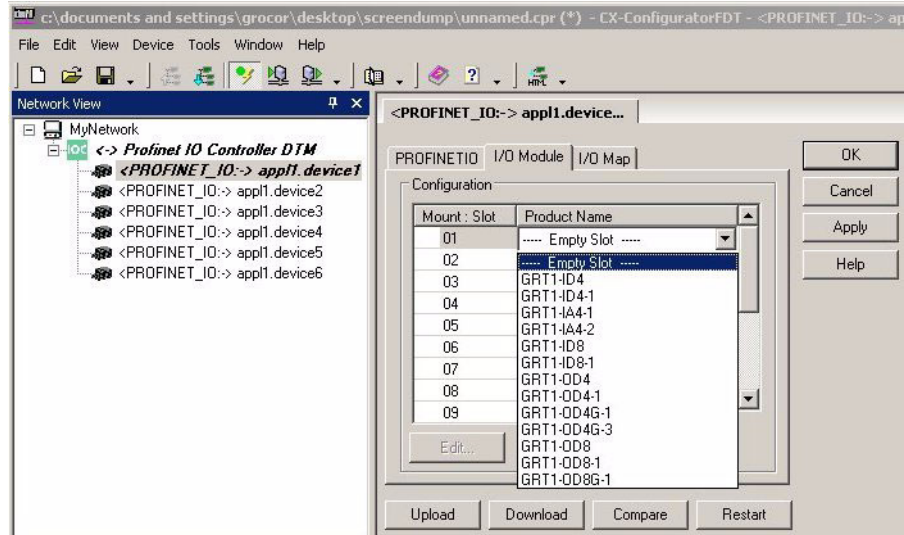 c:\documents and settings\grocor\desktop\screendump\unnamed.cpr (*) - CX-ConfiguratorFDT - <PROFINET_IO:-> ap
File Edit View Device Tools Window Help
Network View
MyNetwork
<-> Profinet IO Controller DTM
<PROFINET_IO:-> appl1.device1
<PROFINET_IO:-> appl1.device2
<PROFINET_IO:-> appl1.device3
<PROFINET_IO:-> appl1.device4
<PROFINET_IO:-> appl1.device5
<PROFINET_IO:-> appl1.device6
<PROFINET_IO:-> appl1.device...
PROFINETIO I/O Module I/O Map
Configuration
Mount : Slot Product Name
01 ----- Empty Slot -----
02
03
04
05
06
07
08
09
----- Empty Slot -----
GRT1-ID4
GRT1-ID4-1
GRT1-IA4-1
GRT1-IA4-2
GRT1-ID8
GRT1-ID8-1
GRT1-OD4
GRT1-OD4-1
GRT1-OD4G-1
GRT1-OD4G-3
GRT1-OD8
GRT1-OD8-1
GRT1-OD8G-1
Edit...
OK
Cancel
Apply
Help
Upload Download Compare Restart